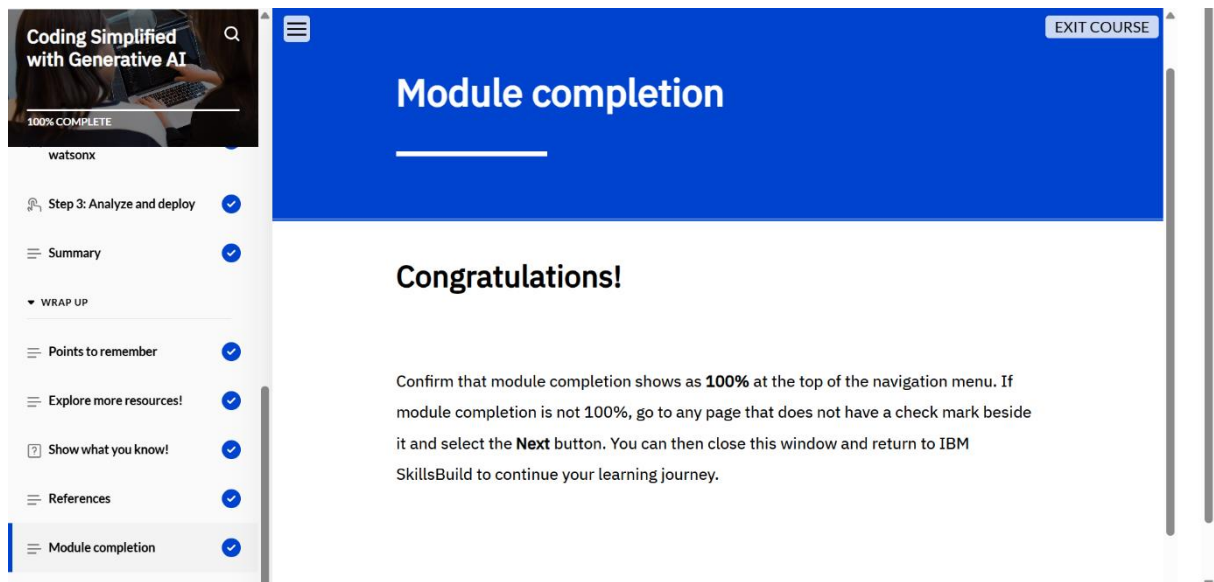 Coding Simplified
with Generative AI
100% COMPLETE
watsonx
Step 3: Analyze and deploy
Summary
WRAP UP
Points to remember
Explore more resources!
Show what you know!
References
Module completion
EXIT COURSE
Module completion
Congratulations!
Confirm that module completion shows as 100% at the top of the navigation menu. If
module completion is not 100%, go to any page that does not have a check mark beside
it and select the Next button. You can then close this window and return to IBM
SkillsBuild to continue your learning journey.